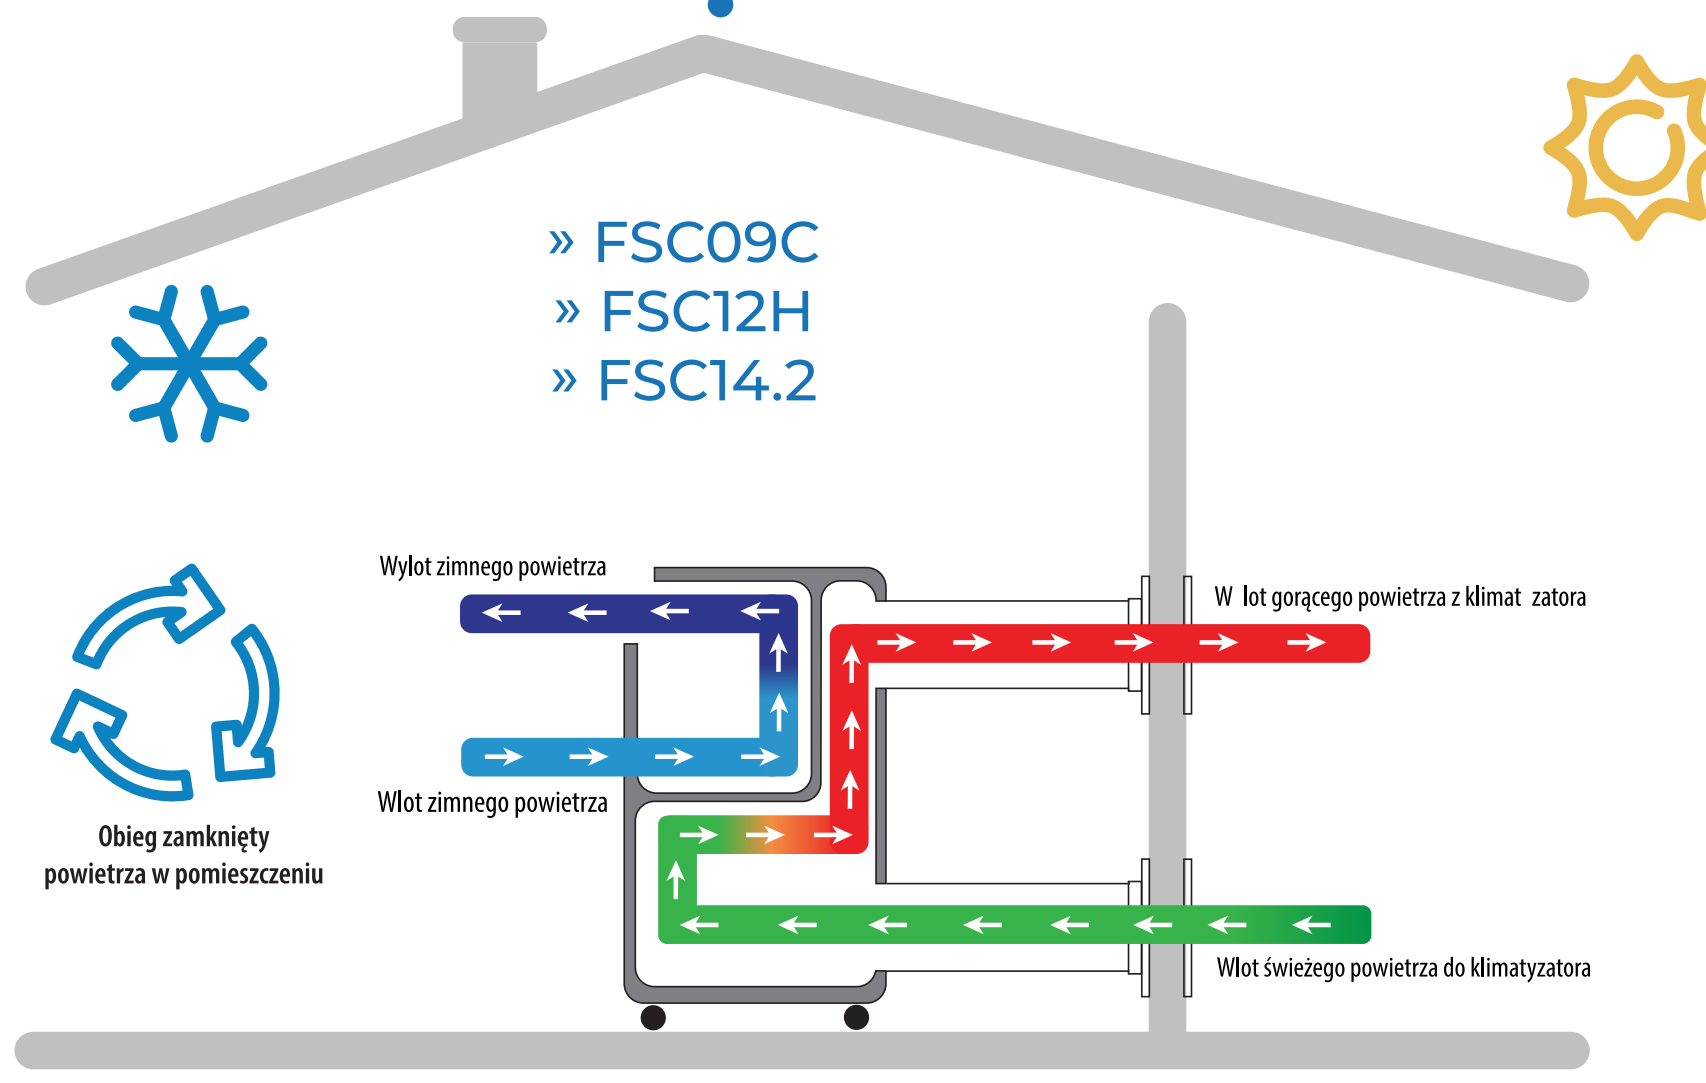 » FSC09C
» FSC12H
» FSC14.2
Wylot zimnego powietrza
W lot gorącego powietrza z klimat zatora
Wlot zimnego powietrza
Obieg zamknięty
powietrza w pomieszczeniu
Wlot świeżego powietrza do klimatyzatora